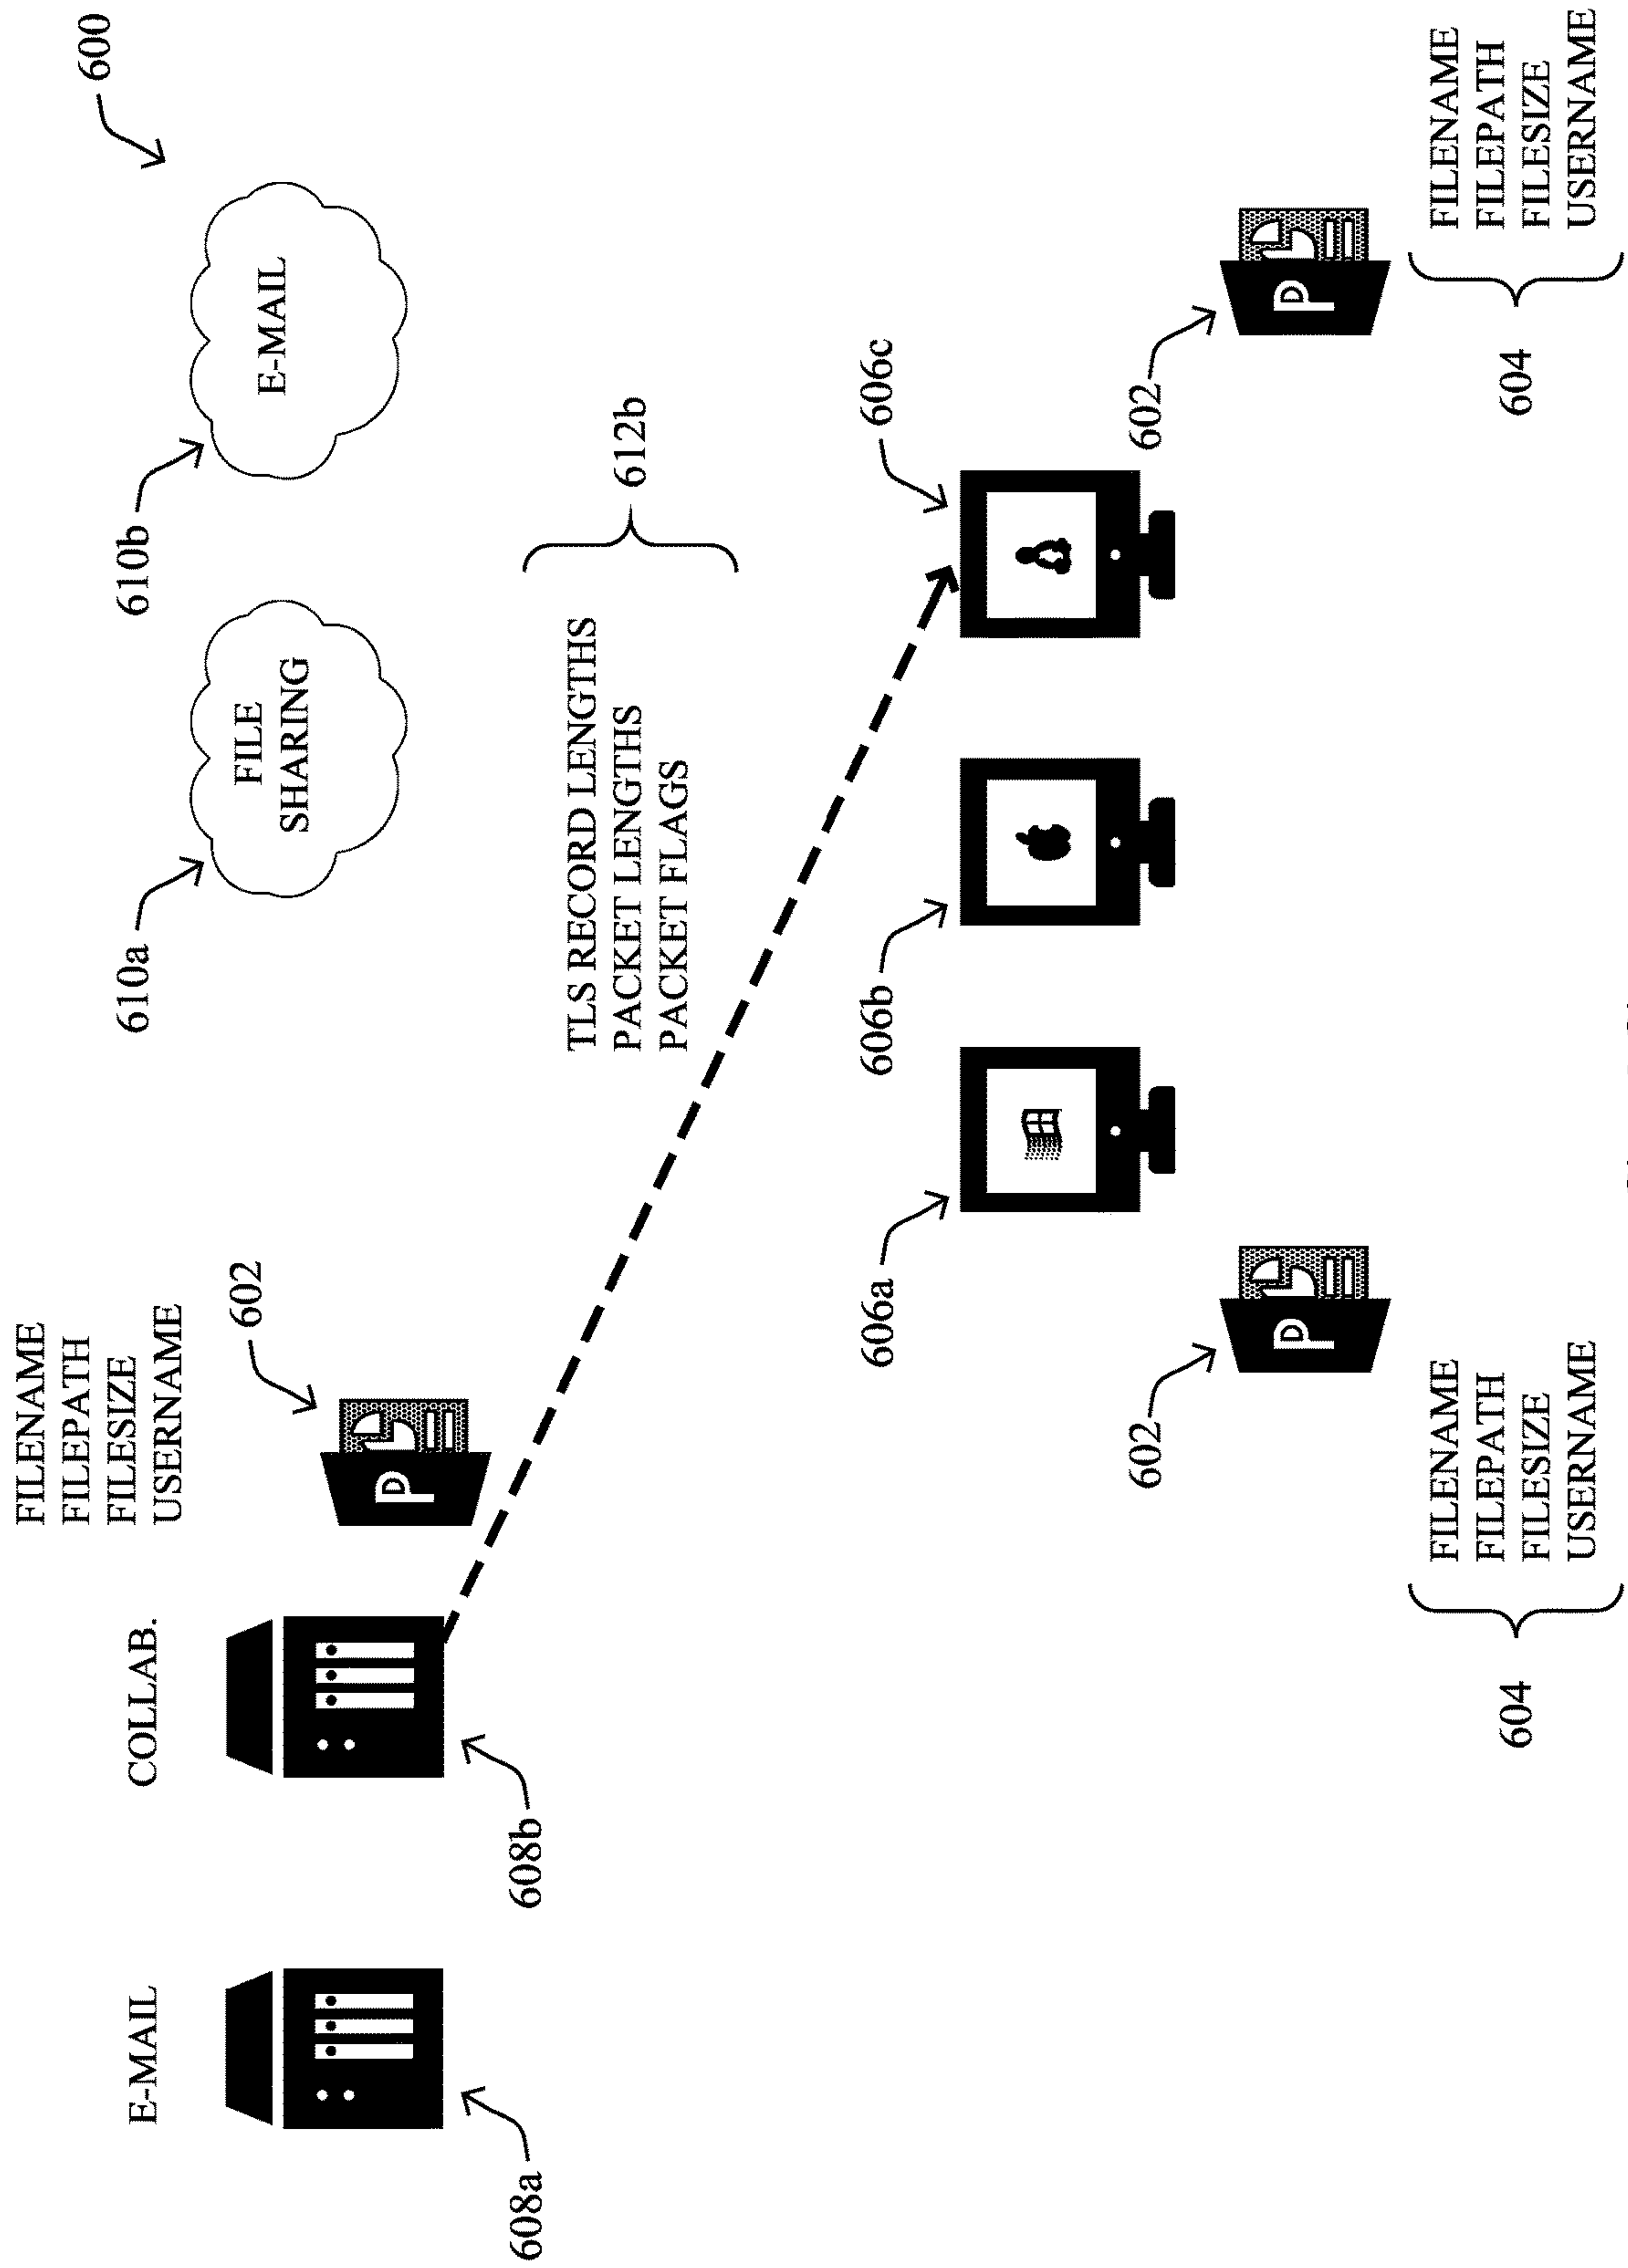 600
FILENAME
FILEPATH
FILESIZE
USERNAME
E-MAIL
COLLAB.
602
610a
FILE
SHARING
610b
E-MAIL
P
608a
608b
TLS RECORD LENGTHS
PACKET LENGTHS
PACKET FLAGS
612b
606a
606b
606c
602
P
602
P
604
FILENAME
FILEPATH
FILESIZE
USERNAME
604
FILENAME
FILEPATH
FILESIZE
USERNAME